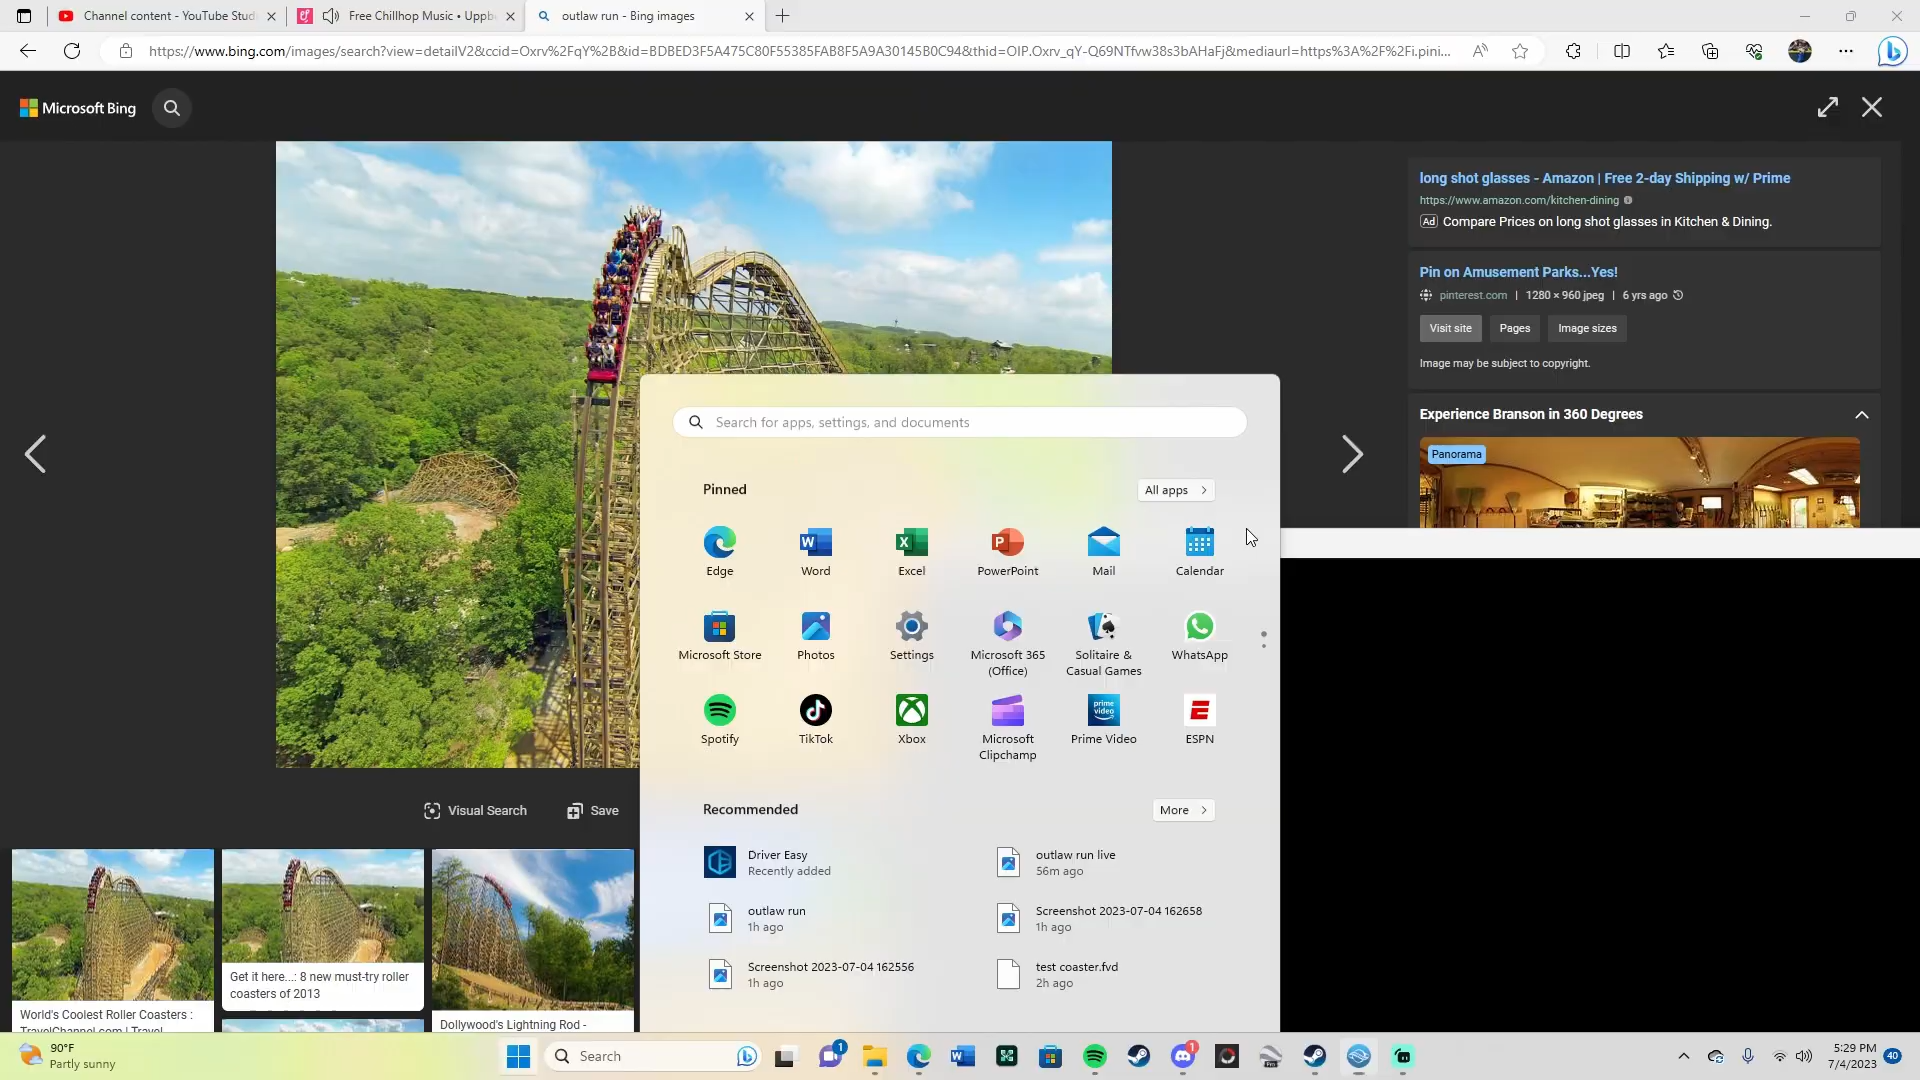 Channel content - YouTube Stud
Free Chillhop Music • Uppb
outlaw run - Bing images
https://www.bing.com/images/search?view=detailV2&ccid=Oxrv%2FqY%2B&id=BDBED3F5A475C80F55385FAB8F5A9A30145B0C94&thid=OIP.Oxrv_qY-Q69NTfvw38s3bAHaFj&mediaurl=https%3A%2F%2Fi.pini...
Microsoft Bing
long shot glasses - Amazon | Free 2-day Shipping w/ Prime
https://www.amazon.com/kitchen-dining
Ad Compare Prices on long shot glasses in Kitchen & Dining.
Pin on Amusement Parks...Yes!
pinterest.com | 1280 × 960 jpeg | 6 yrs ago
Visit site Pages Image sizes
Image may be subject to copyright.
Experience Branson in 360 Degrees
Panorama
Search for apps, settings, and documents
Pinned
All apps
Edge Word Excel PowerPoint Mail Calendar
Microsoft Store Photos Settings Microsoft 365 (Office) Solitaire & Casual Games WhatsApp
prime video
Spotify TikTok Xbox Microsoft Clipchamp Prime Video ESPN
Recommended
More
Driver Easy
Recently added
outlaw run live
56m ago
outlaw run
1h ago
Screenshot 2023-07-04 162658
1h ago
Screenshot 2023-07-04 162556
1h ago
test coaster.fvd
2h ago
Visual Search
Save
World's Coolest Roller Coasters :
TravelChannel.com | Travel
Get it here...: 8 new must-try roller
coasters of 2013
Dollywood's Lightning Rod -
90°F
Partly sunny
Search
1
1
5:29 PM
7/4/2023
40